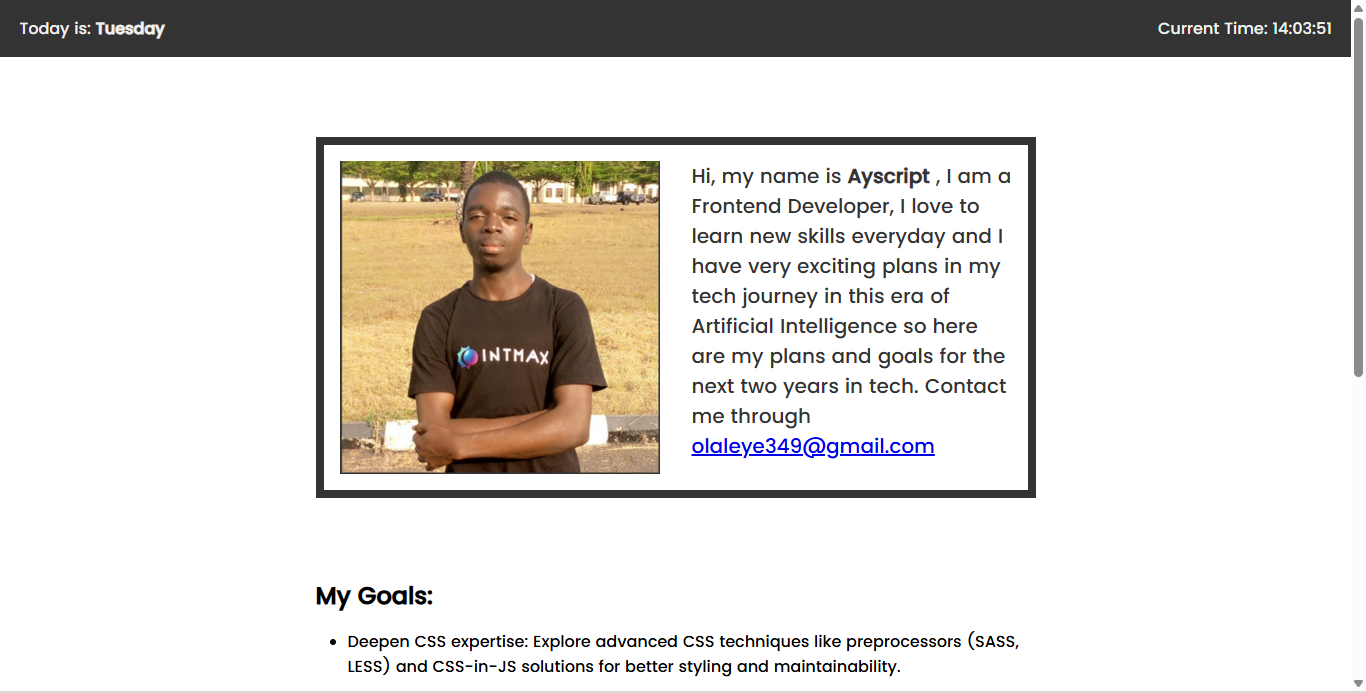 Today is: Tuesday
Current Time: 14:03:51
INTMAX
Hi, my name is Ayscript , I am a
Frontend Developer, I love to
learn new skills everyday and I
have very exciting plans in my
tech journey in this era of
Artificial Intelligence so here
are my plans and goals for the
next two years in tech. Contact
me through
olaleye349@gmail.com
My Goals:
• Deepen CSS expertise: Explore advanced CSS techniques like preprocessors (SASS,
LESS) and CSS-in-JS solutions for better styling and maintainability.